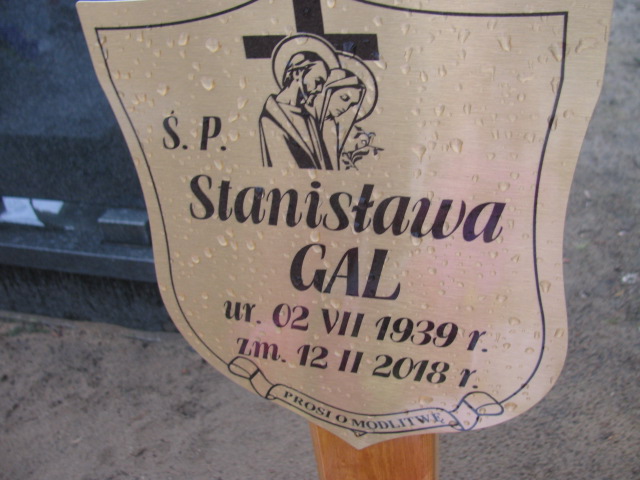 Ś. P.
Stanisława
GAL
ur. 02 VII 1939 r.
zm. 12 II 2018 r.
PROSI O MODLITWĘ